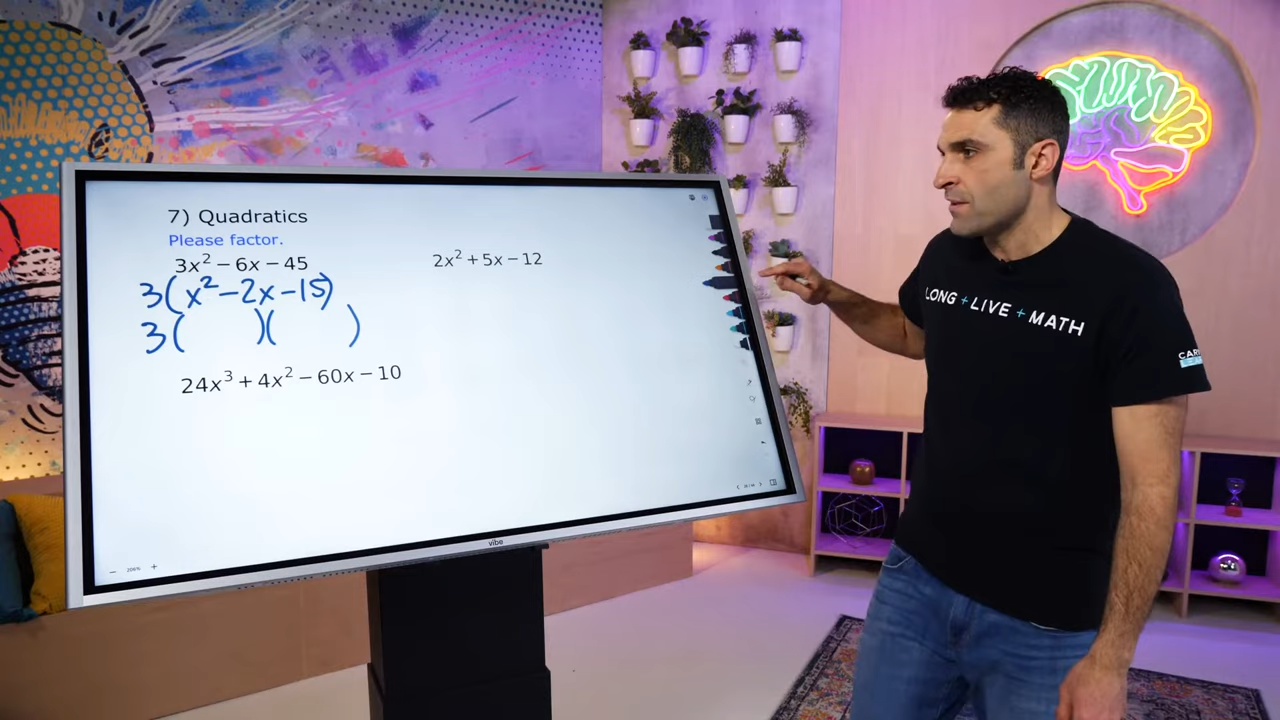 7) Quadratics
Please factor.
3x² − 6x − 45
2x² + 5x − 12
3(x² − 2x − 15)
3(        )(        )
24x³ + 4x² − 60x − 10
vibe
LONG + LIVE + MATH